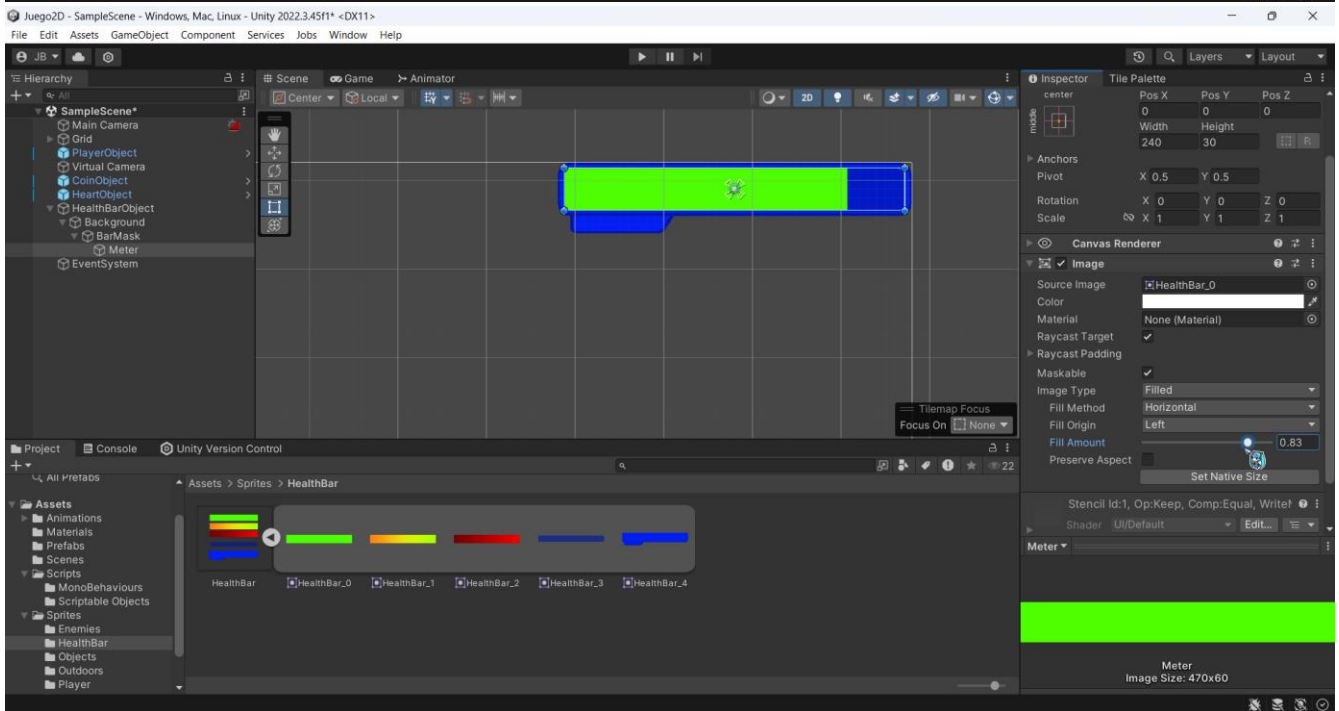 Juego2D - SampleScene - Windows, Mac, Linux - Unity 2022.3.45f1* <DX11>
File Edit Assets GameObject Component Services Jobs Window Help
JB
Layers
Layout
Hierarchy
All
SampleScene*
Main Camera
Grid
PlayerObject
Virtual Camera
CoinObject
HeartObject
HealthBarObject
Background
BarMask
Meter
EventSystem
Scene Game Animator
Center Local 2D
Tilemap Focus
Focus On None
Inspector Tile Palette
center Pos X Pos Y Pos Z
middle
0 0 0
Width Height
240 30 R
Anchors
Pivot X 0.5 Y 0.5
Rotation X 0 Y 0 Z 0
Scale X 1 Y 1 Z 1
Canvas Renderer
Image
Source Image HealthBar_0
Color
Material None (Material)
Raycast Target
Raycast Padding
Maskable
Image Type Filled
Fill Method Horizontal
Fill Origin Left
Fill Amount 0.83
Preserve Aspect
Set Native Size
Stencil Id:1, Op:Keep, Comp:Equal, Write
Shader UI/Default Edit...
Meter
Meter
Image Size: 470x60
Project Console Unity Version Control
22
All Prefabs
Assets
Animations
Materials
Prefabs
Scenes
Scripts
MonoBehaviours
Scriptable Objects
Sprites
Enemies
HealthBar
Objects
Outdoors
Player
Assets > Sprites > HealthBar
HealthBar HealthBar_0 HealthBar_1 HealthBar_2 HealthBar_3 HealthBar_4